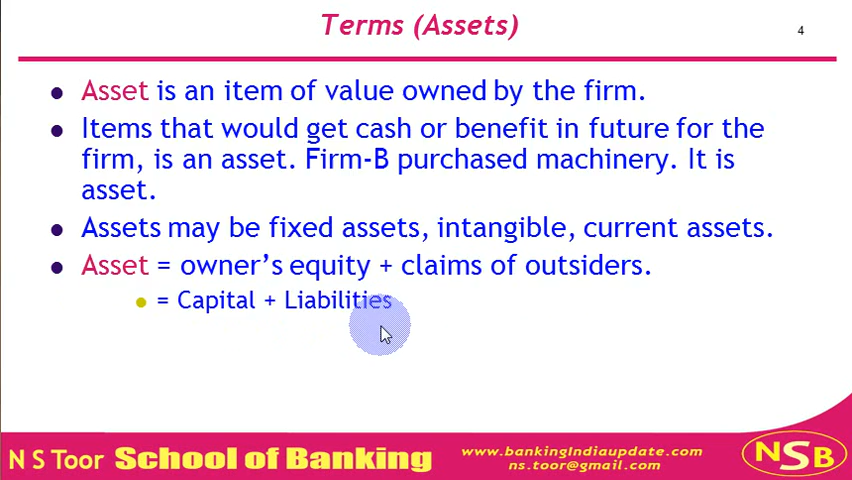 Terms (Assets)
4
Asset is an item of value owned by the firm.
Items that would get cash or benefit in future for the
firm, is an asset. Firm-B purchased machinery. It is
asset.
Assets may be fixed assets, intangible, current assets.
Asset = owner's equity + claims of outsiders.
= Capital + Liabilities
N S Toor School of Banking
www.bankingIndiaupdate.com
ns.toor@gmail.com
NSB